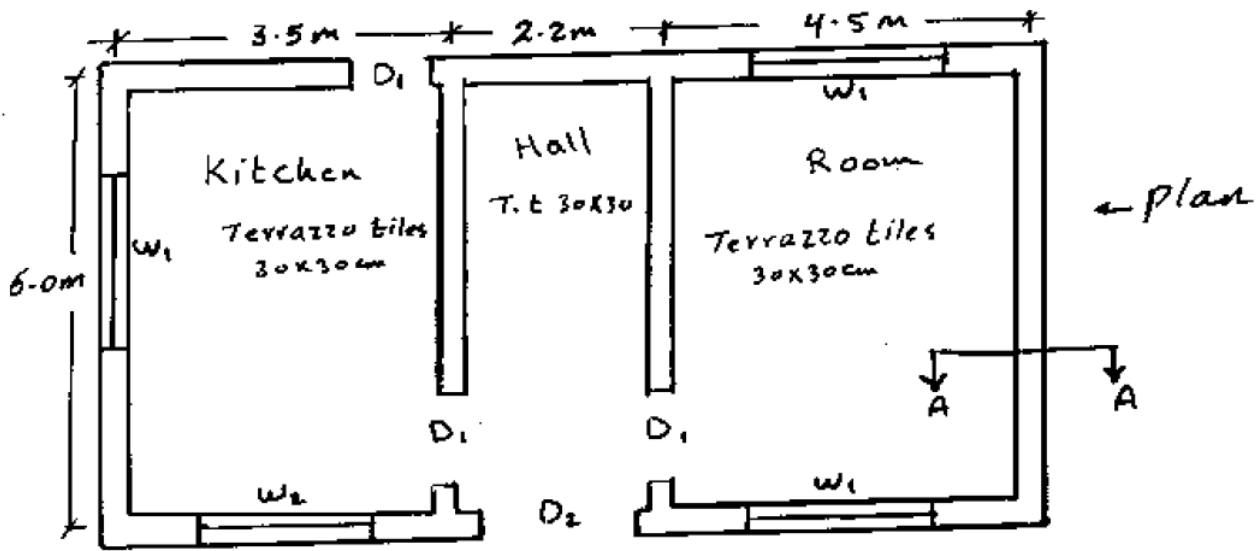 3.5m 2.2m 4.5m
D1
W1
Hall
Kitchen
Room
T.t 30x30
← Plan
Terrazzo tiles
30x30cm
Terrazzo tiles
30x30cm
W1
6.0m
A A
D1 D1
W2
W1
D2